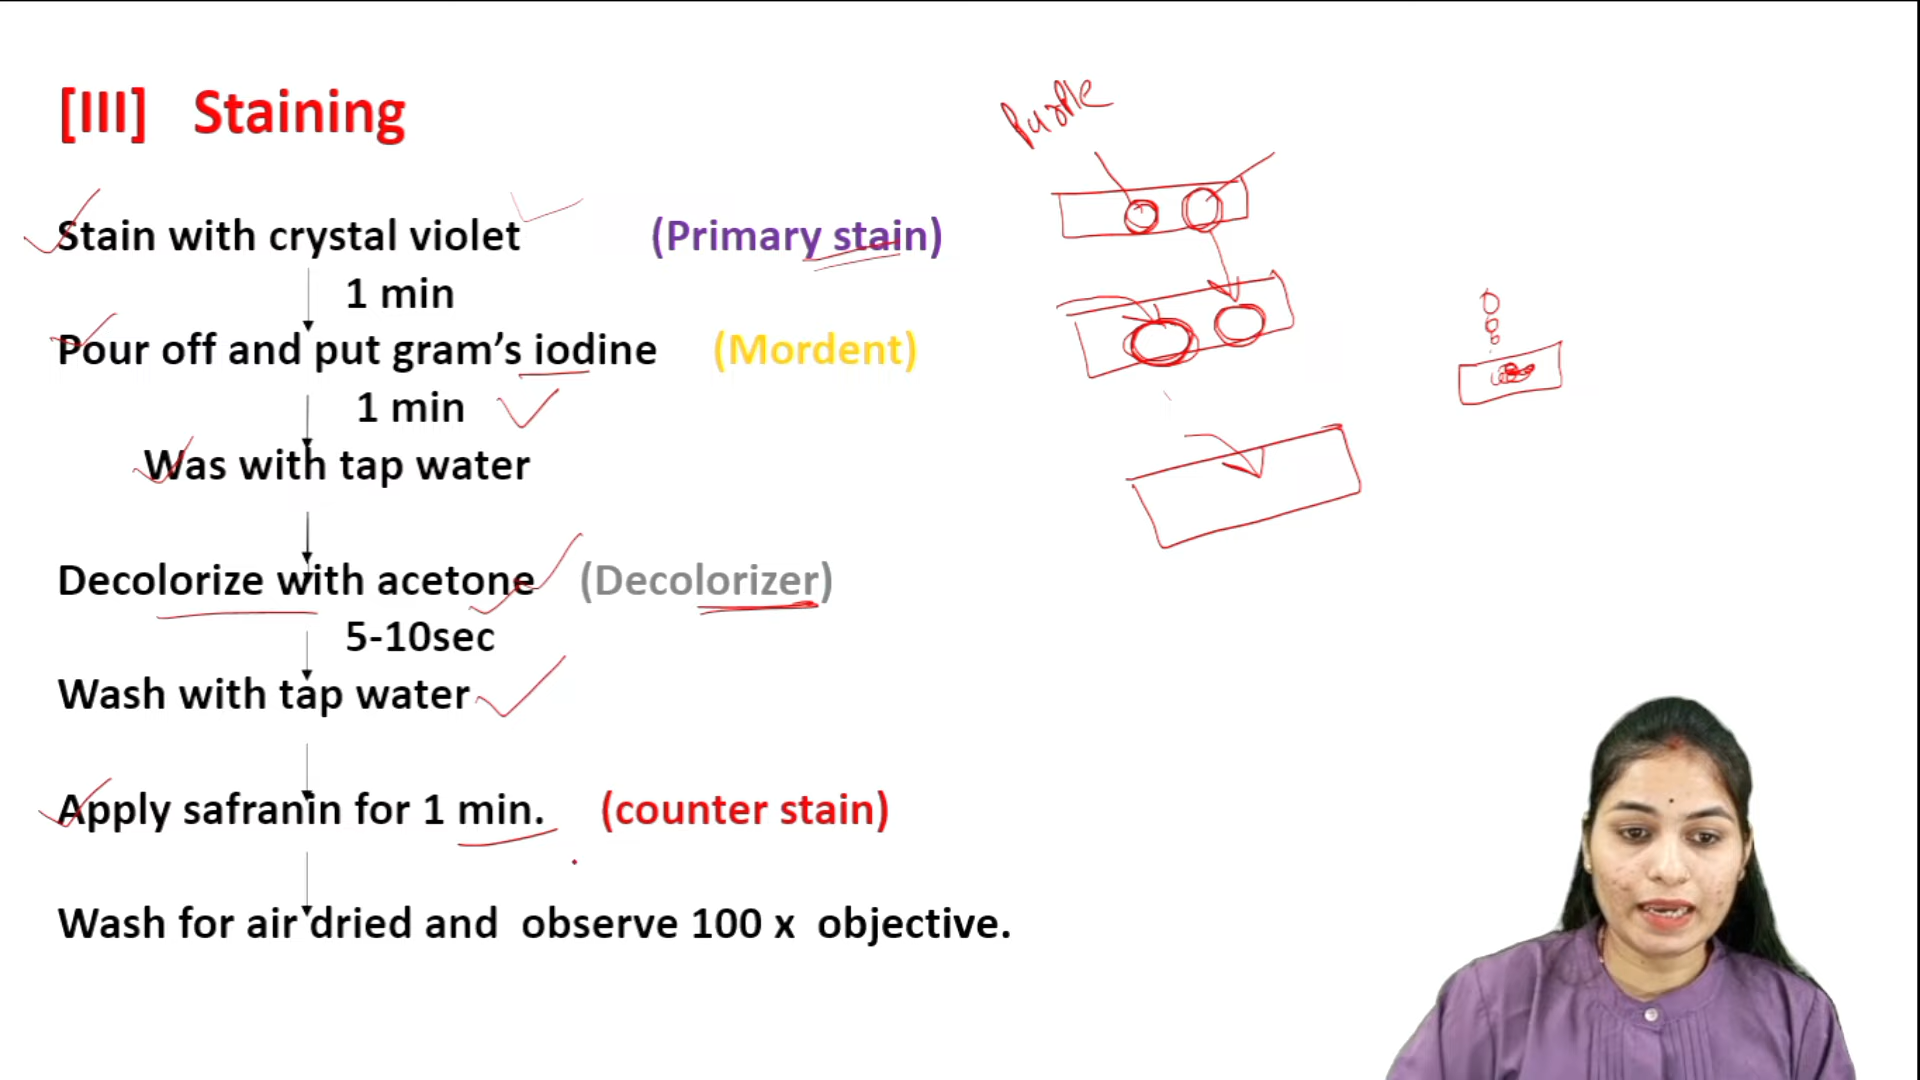 [III] Staining
Purple
Stain with crystal violet (Primary stain)
1 min
Pour off and put gram’s iodine (Mordent)
1 min
Was with tap water
Decolorize with acetone (Decolorizer)
5-10sec
Wash with tap water
Apply safranin for 1 min. (counter stain)
Wash for air dried and observe 100 x objective.